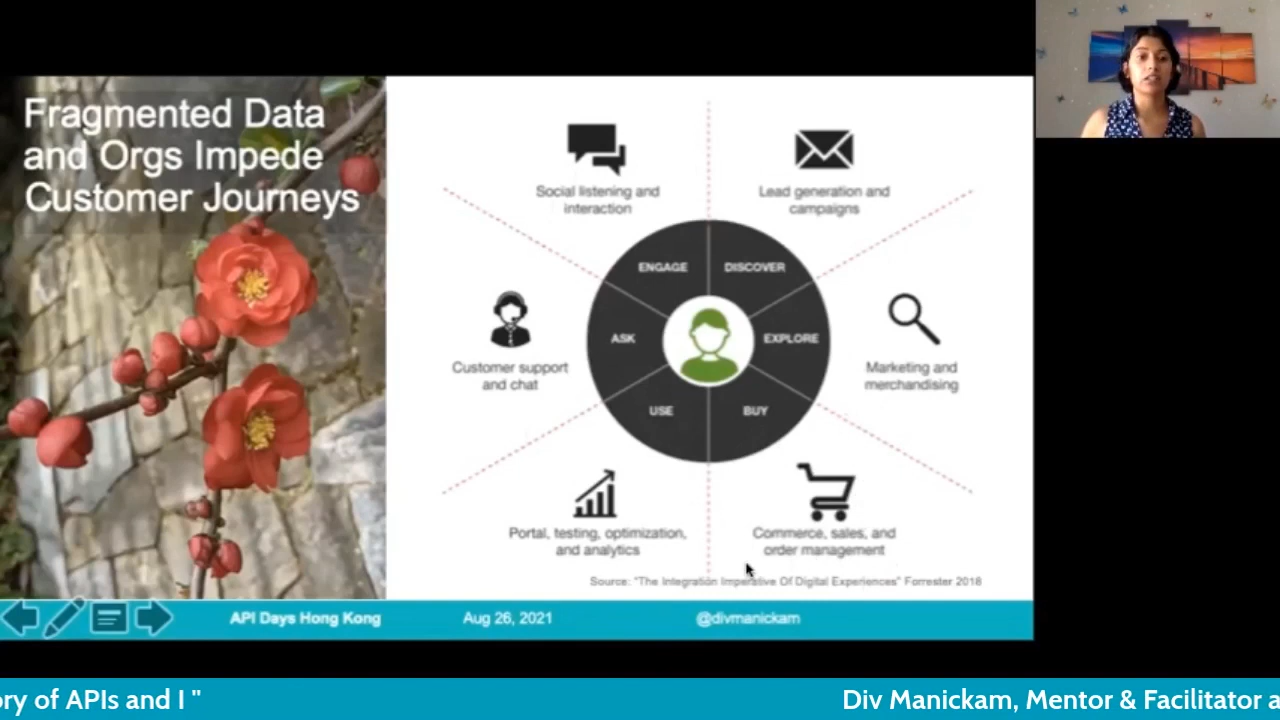 Fragmented Data
and Orgs Impede
Customer Journeys
Social listening and
interaction
Lead generation and
campaigns
ENGAGE
DISCOVER
ASK
EXPLORE
USE
BUY
Customer support
and chat
Marketing and
merchandising
Portal, testing, optimization,
and analytics
Commerce, sales, and
order management
Source: "The Integration Imperative Of Digital Experiences" Forrester 2018
API Days Hong Kong
Aug 26, 2021
@divmanickam
ory of APIs and I "
Div Manickam, Mentor & Facilitator a